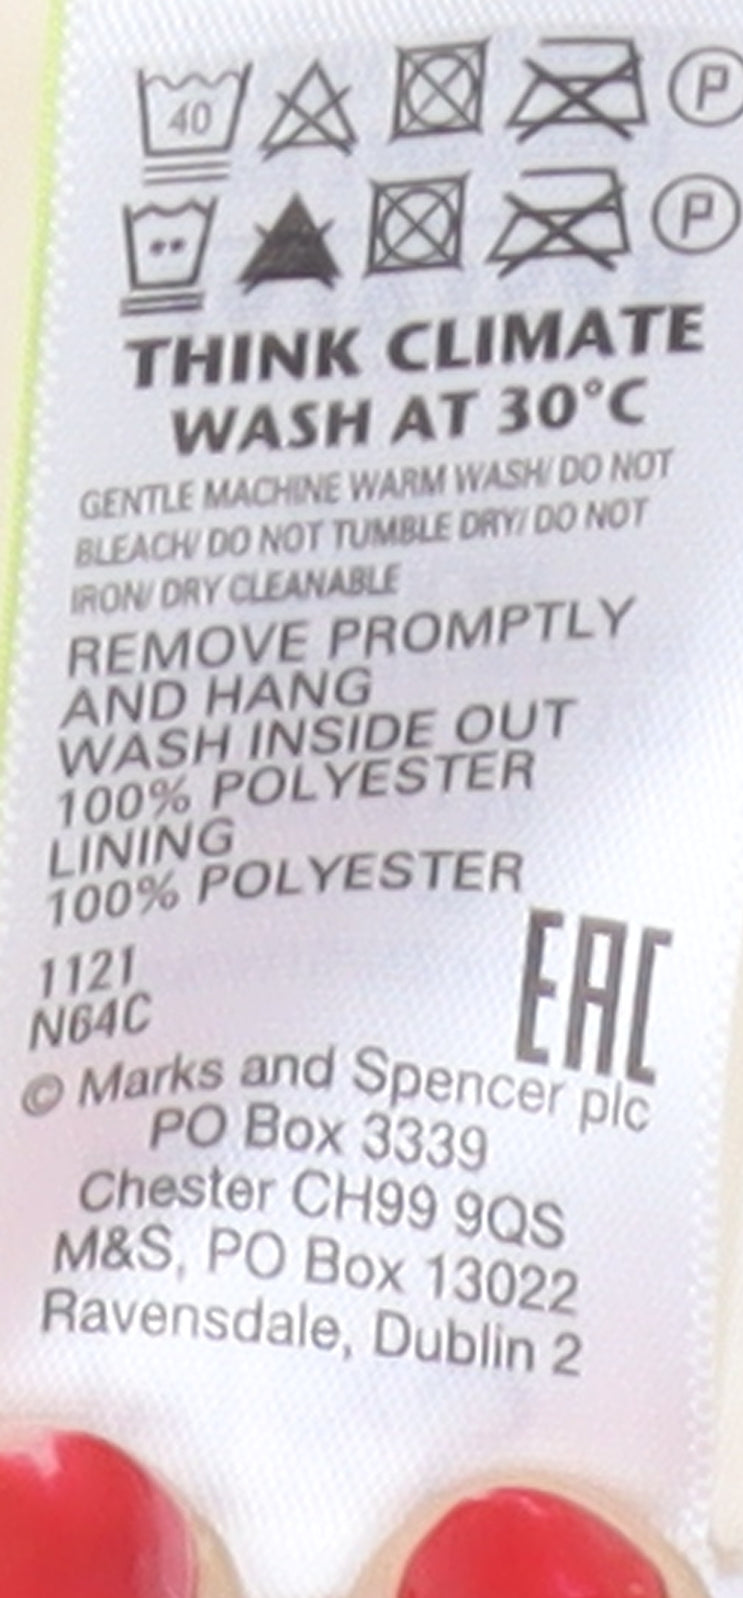 40 P
P
THINK CLIMATE
WASH AT 30°C
GENTLE MACHINE WARM WASH/ DO NOT
BLEACH/ DO NOT TUMBLE DRY/ DO NOT
IRON/ DRY CLEANABLE
REMOVE PROMPTLY
AND HANG
WASH INSIDE OUT
100% POLYESTER
LINING
100% POLYESTER
1121
N64C
EAC
© Marks and Spencer plc
PO Box 3339
Chester CH99 9QS
M&S, PO Box 13022
Ravensdale, Dublin 2